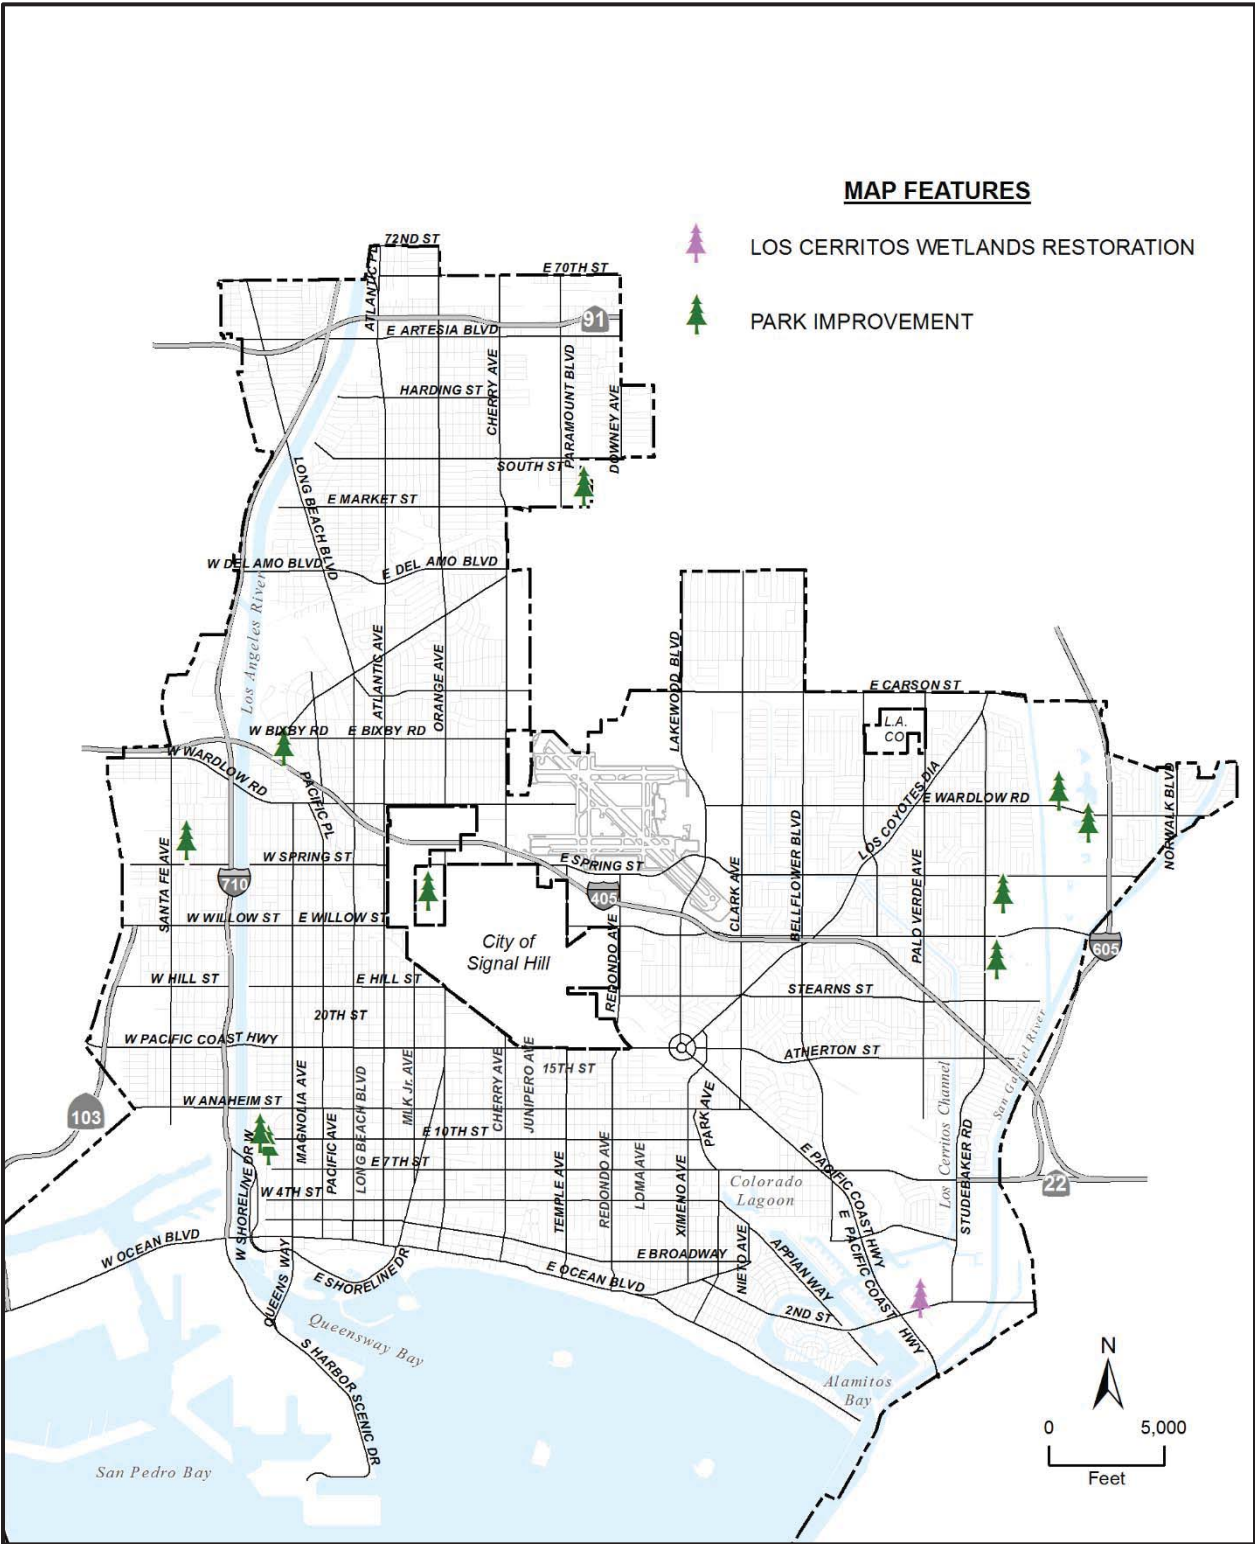 MAP FEATURES
LOS CERRITOS WETLANDS RESTORATION
PARK IMPROVEMENT
72ND ST
ATLANTIC PL
E 70TH ST
91
E ARTESIA BLVD
CHERRY AVE
PARAMOUNT BLVD
HARDING ST
DOWNEY AVE
SOUTH ST
LONG BEACH BLVD
E MARKET ST
W DEL AMO BLVD
E DEL AMO BLVD
Los Angeles River
ATLANTIC AVE
ORANGE AVE
LAKEWOOD BLVD
E CARSON ST
L.A.
CO
W BIXBY RD
E BIXBY RD
W WARDLOW RD
PACIFIC PL
LOS COYOTES DIA
E WARDLOW RD
NORWALK BLVD
SANTA FE AVE
W SPRING ST
E SPRING ST
710
405
CLARK AVE
BELLFLOWER BLVD
PALO VERDE AVE
W WILLOW ST
E WILLOW ST
City of
Signal Hill
REDONDO AVE
605
W HILL ST
E HILL ST
STEARNS ST
20TH ST
W PACIFIC COAST HWY
15TH ST
ATHERTON ST
San Gabriel River
MAGNOLIA AVE
PACIFIC AVE
LONG BEACH BLVD
MLK Jr. AVE
CHERRY AVE
JUNIPERO AVE
PARK AVE
Los Cerritos Channel
103
W ANAHEIM ST
E 10TH ST
W SHORELINE DR W
E 7TH ST
W 4TH ST
TEMPLE AVE
REDONDO AVE
LOMA AVE
XIMENO AVE
E PACIFIC COAST HWY
Colorado
Lagoon
STUDEBAKER RD
22
W OCEAN BLVD
QUEENS WAY
E SHORELINE DR
E OCEAN BLVD
E BROADWAY
NIETO AVE
APPIAN WAY
E PACIFIC COAST HWY
2ND ST
Queensway Bay
S HARBOR SCENIC DR
Alamitos
Bay
San Pedro Bay
N
0 5,000
Feet